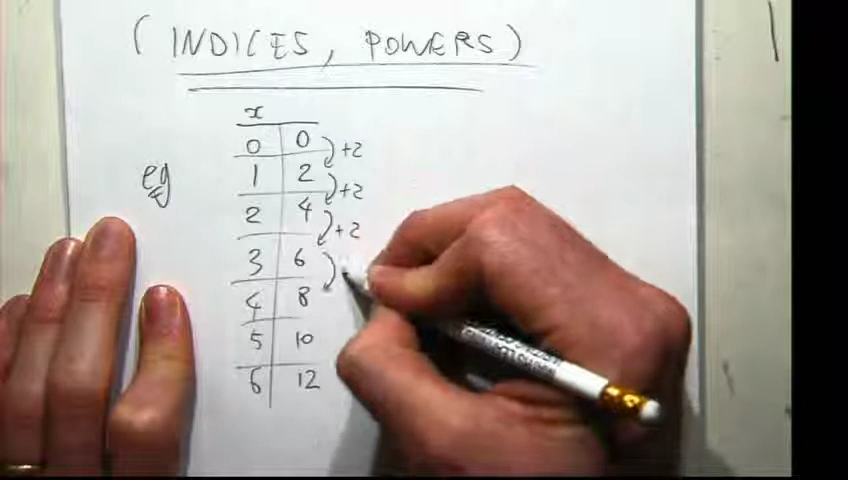 (INDICES, POWERS)
x
0 0 +2
eg 1 2 +2
2 4 +2
3 6
4 8
5 10
6 12